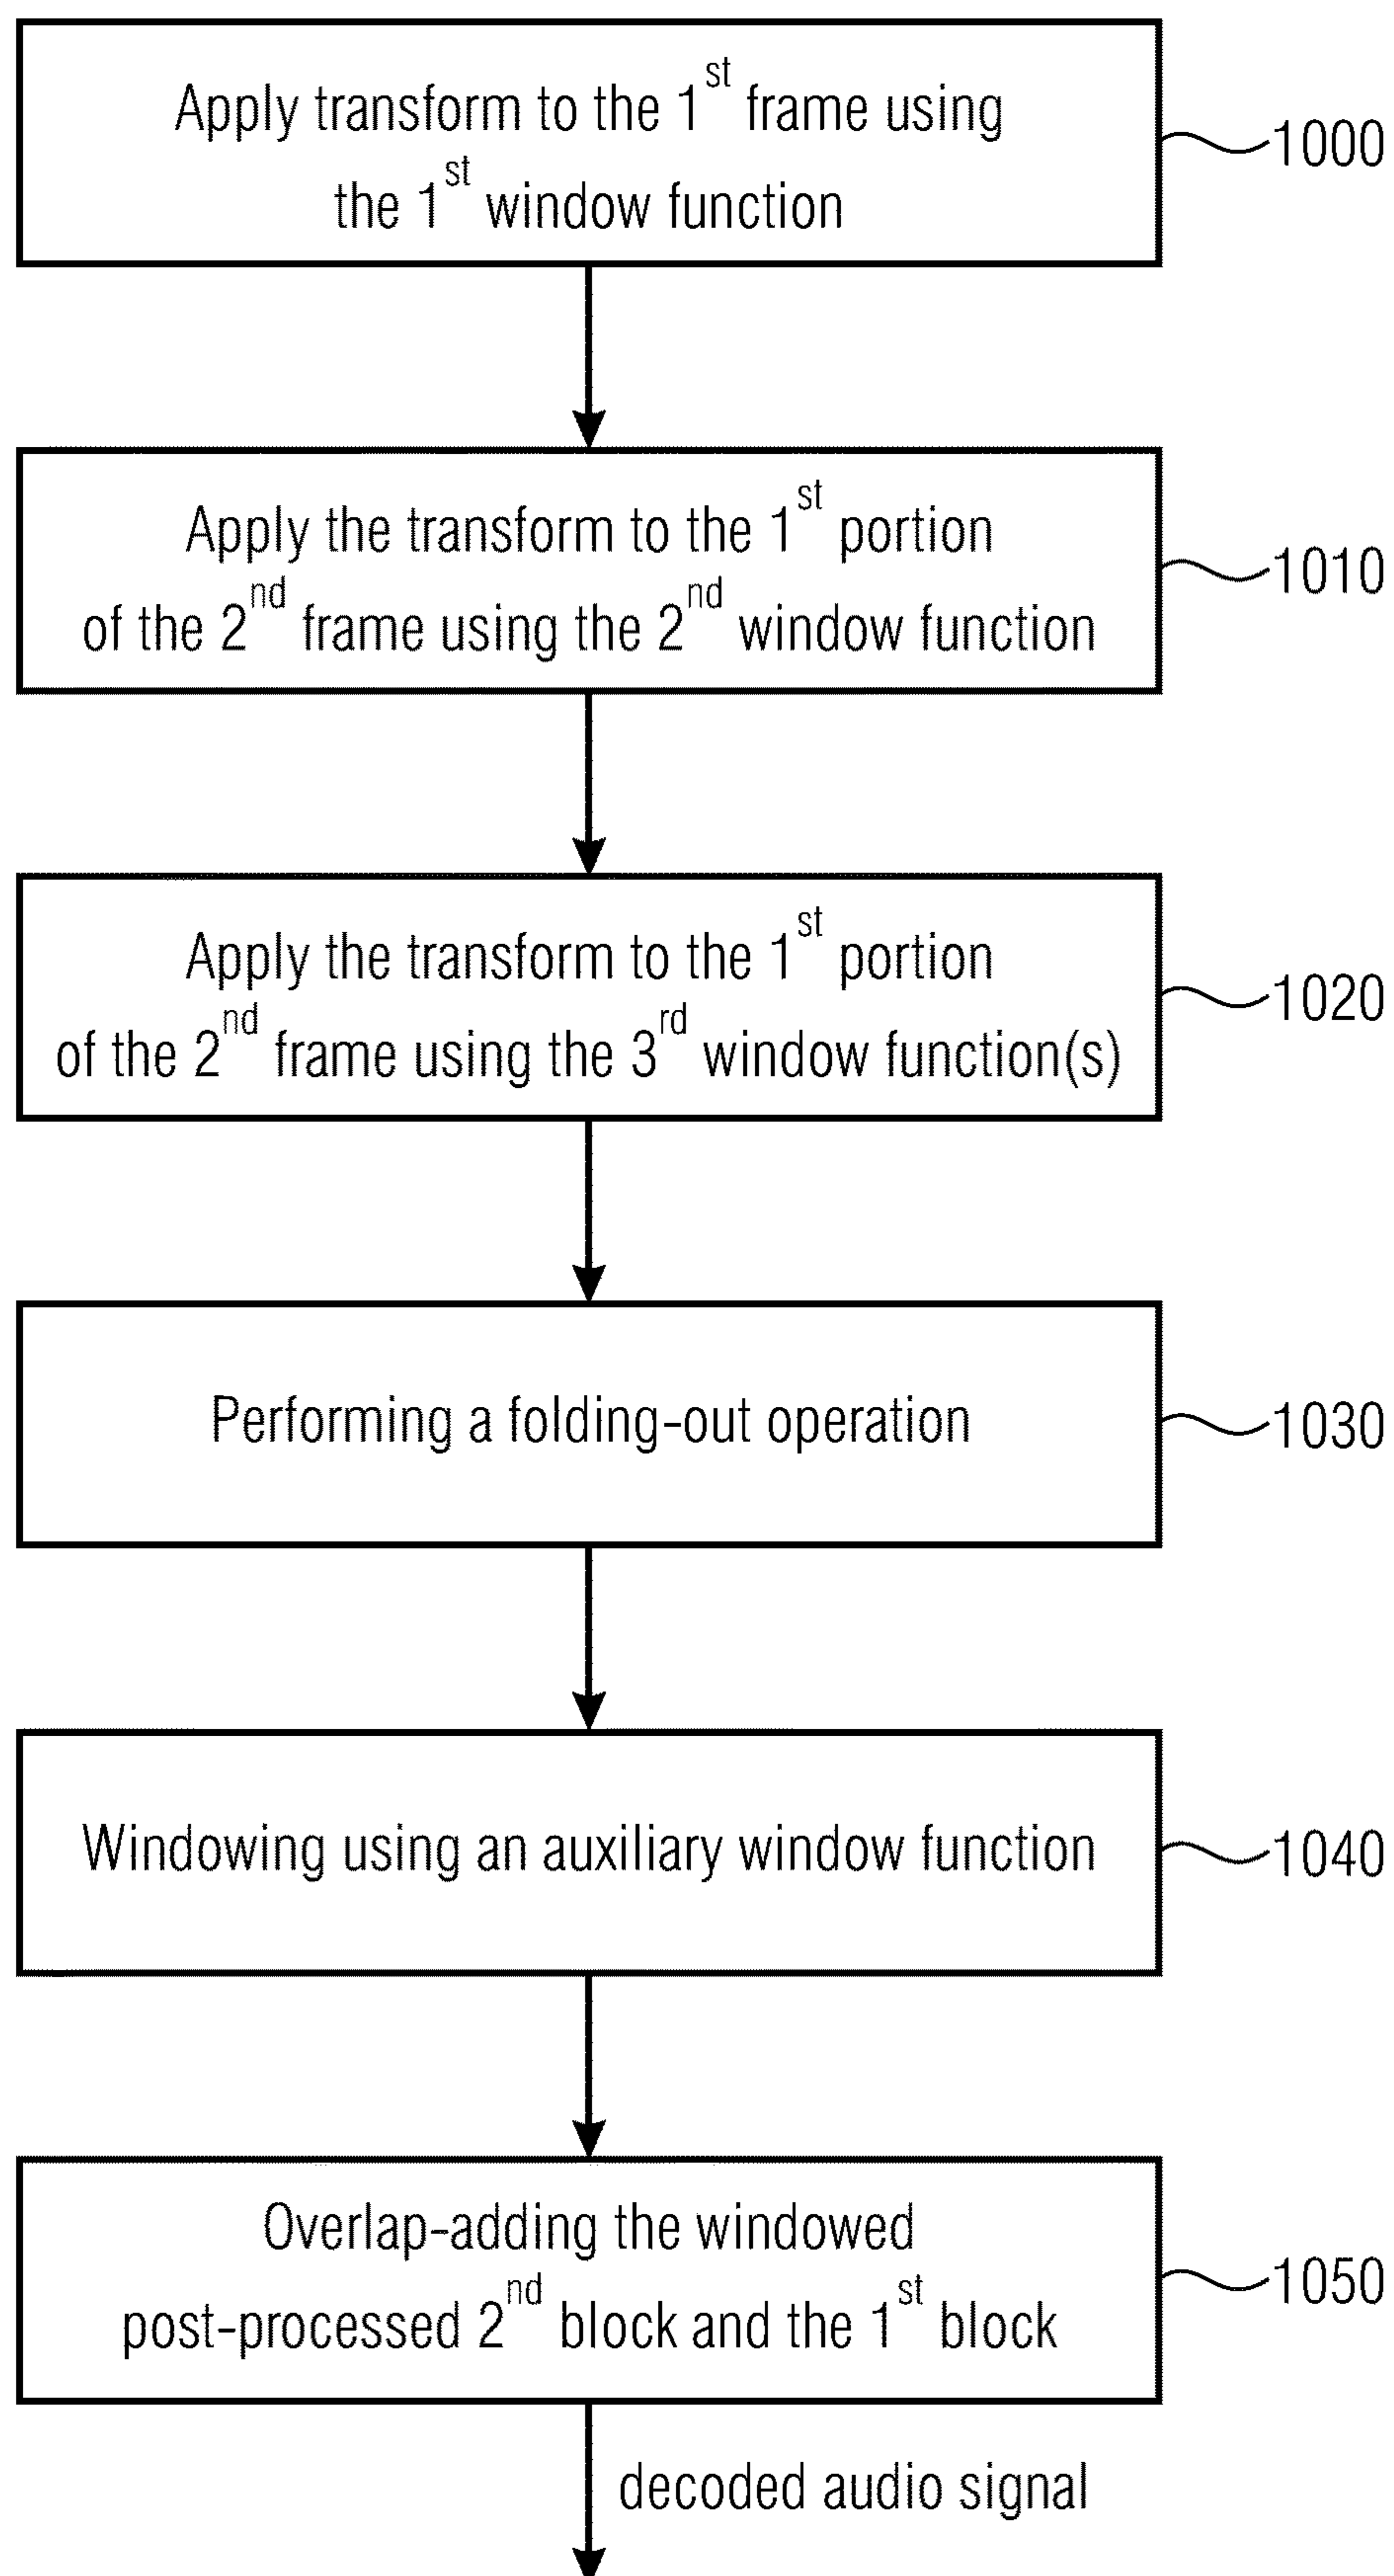 Apply transform to the 1st frame using
the 1st window function
1000
Apply the transform to the 1st portion
of the 2nd frame using the 2nd window function
1010
Apply the transform to the 1st portion
of the 2nd frame using the 3rd window function(s)
1020
Performing a folding-out operation
1030
Windowing using an auxiliary window function
1040
Overlap-adding the windowed
post-processed 2nd block and the 1st block
1050
decoded audio signal